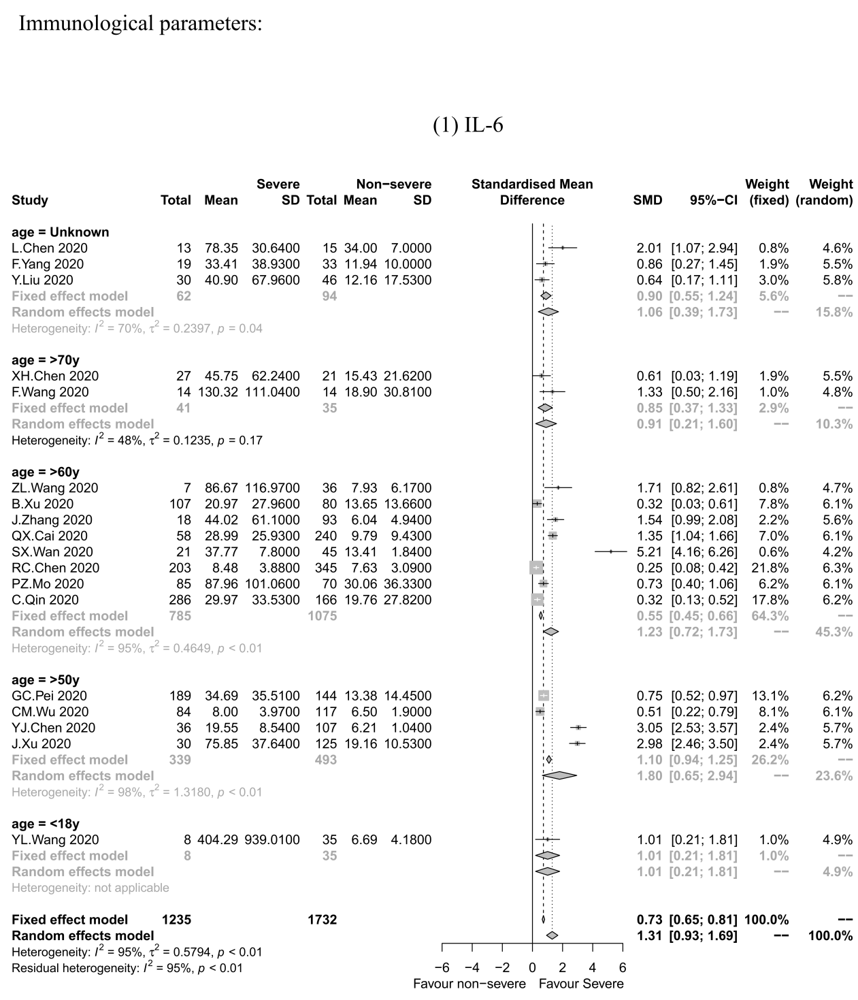 Immunological parameters:
(1) IL-6
Severe Non−severe Standardised Mean Weight Weight
Study Total Mean SD Total Mean SD Difference SMD 95%−CI (fixed) (random)
age = Unknown
L.Chen 2020 13 78.35 30.6400 15 34.00 7.0000 2.01 [1.07; 2.94] 0.8% 4.6%
F.Yang 2020 19 33.41 38.9300 33 11.94 10.0000 0.86 [0.27; 1.45] 1.9% 5.5%
Y.Liu 2020 30 40.90 67.9600 46 12.16 17.5300 0.64 [0.17; 1.11] 3.0% 5.8%
Fixed effect model 62 94 0.90 [0.55; 1.24] 5.6% −−
Random effects model 1.06 [0.39; 1.73] −− 15.8%
Heterogeneity: I² = 70%, τ² = 0.2397, p = 0.04
age = >70y
XH.Chen 2020 27 45.75 62.2400 21 15.43 21.6200 0.61 [0.03; 1.19] 1.9% 5.5%
F.Wang 2020 14 130.32 111.0400 14 18.90 30.8100 1.33 [0.50; 2.16] 1.0% 4.8%
Fixed effect model 41 35 0.85 [0.37; 1.33] 2.9% −−
Random effects model 0.91 [0.21; 1.60] −− 10.3%
Heterogeneity: I² = 48%, τ² = 0.1235, p = 0.17
age = >60y
ZL.Wang 2020 7 86.67 116.9700 36 7.93 6.1700 1.71 [0.82; 2.61] 0.8% 4.7%
B.Xu 2020 107 20.97 27.9600 80 13.65 13.6600 0.32 [0.03; 0.61] 7.8% 6.1%
J.Zhang 2020 18 44.02 61.1000 93 6.04 4.9400 1.54 [0.99; 2.08] 2.2% 5.6%
QX.Cai 2020 58 28.99 25.9300 240 9.79 9.4300 1.35 [1.04; 1.66] 7.0% 6.1%
SX.Wan 2020 21 37.77 7.8000 45 13.41 1.8400 5.21 [4.16; 6.26] 0.6% 4.2%
RC.Chen 2020 203 8.48 3.8800 345 7.63 3.0900 0.25 [0.08; 0.42] 21.8% 6.3%
PZ.Mo 2020 85 87.96 101.0600 70 30.06 36.3300 0.73 [0.40; 1.06] 6.2% 6.1%
C.Qin 2020 286 29.97 33.5300 166 19.76 27.8200 0.32 [0.13; 0.52] 17.8% 6.2%
Fixed effect model 785 1075 0.55 [0.45; 0.66] 64.3% −−
Random effects model 1.23 [0.72; 1.73] −− 45.3%
Heterogeneity: I² = 95%, τ² = 0.4649, p < 0.01
age = >50y
GC.Pei 2020 189 34.69 35.5100 144 13.38 14.4500 0.75 [0.52; 0.97] 13.1% 6.2%
CM.Wu 2020 84 8.00 3.9700 117 6.50 1.9000 0.51 [0.22; 0.79] 8.1% 6.1%
YJ.Chen 2020 36 19.55 8.5400 107 6.21 1.0400 3.05 [2.53; 3.57] 2.4% 5.7%
J.Xu 2020 30 75.85 37.6400 125 19.16 10.5300 2.98 [2.46; 3.50] 2.4% 5.7%
Fixed effect model 339 493 1.10 [0.94; 1.25] 26.2% −−
Random effects model 1.80 [0.65; 2.94] −− 23.6%
Heterogeneity: I² = 98%, τ² = 1.3180, p < 0.01
age = <18y
YL.Wang 2020 8 404.29 939.0100 35 6.69 4.1800 1.01 [0.21; 1.81] 1.0% 4.9%
Fixed effect model 8 35 1.01 [0.21; 1.81] 1.0% −−
Random effects model 1.01 [0.21; 1.81] −− 4.9%
Heterogeneity: not applicable
Fixed effect model 1235 1732 0.73 [0.65; 0.81] 100.0% −−
Random effects model 1.31 [0.93; 1.69] −− 100.0%
Heterogeneity: I² = 95%, τ² = 0.5794, p < 0.01
Residual heterogeneity: I² = 95%, p < 0.01
−6 −4 −2 0 2 4 6
Favour non−severe Favour Severe